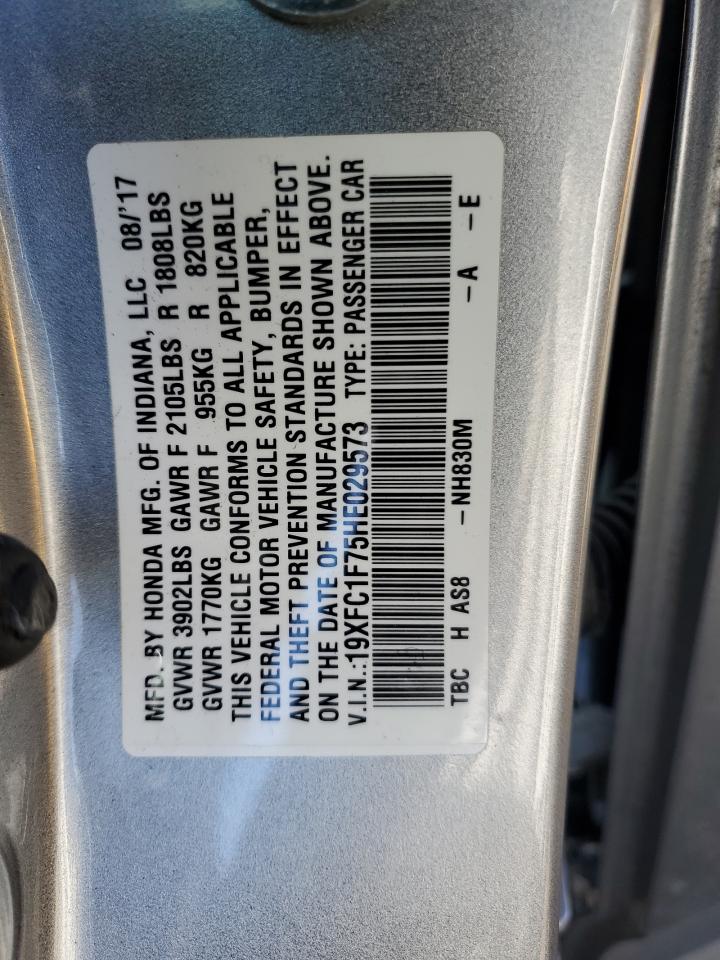 MFD. BY HONDA MFG. OF INDIANA, LLC 08/'17
GVWR 3902LBS GAWR F 2105LBS R 1808LBS
GVWR 1770KG GAWR F 955KG R 820KG
THIS VEHICLE CONFORMS TO ALL APPLICABLE
FEDERAL MOTOR VEHICLE SAFETY, BUMPER,
AND THEFT PREVENTION STANDARDS IN EFFECT
ON THE DATE OF MANUFACTURE SHOWN ABOVE.
V.I.N.:19XFC1F75HE029573 TYPE: PASSENGER CAR
TBC H AS8 -NH830M -A -E